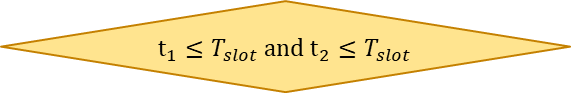 t₁ ≤ T_slot and t₂ ≤ T_slot